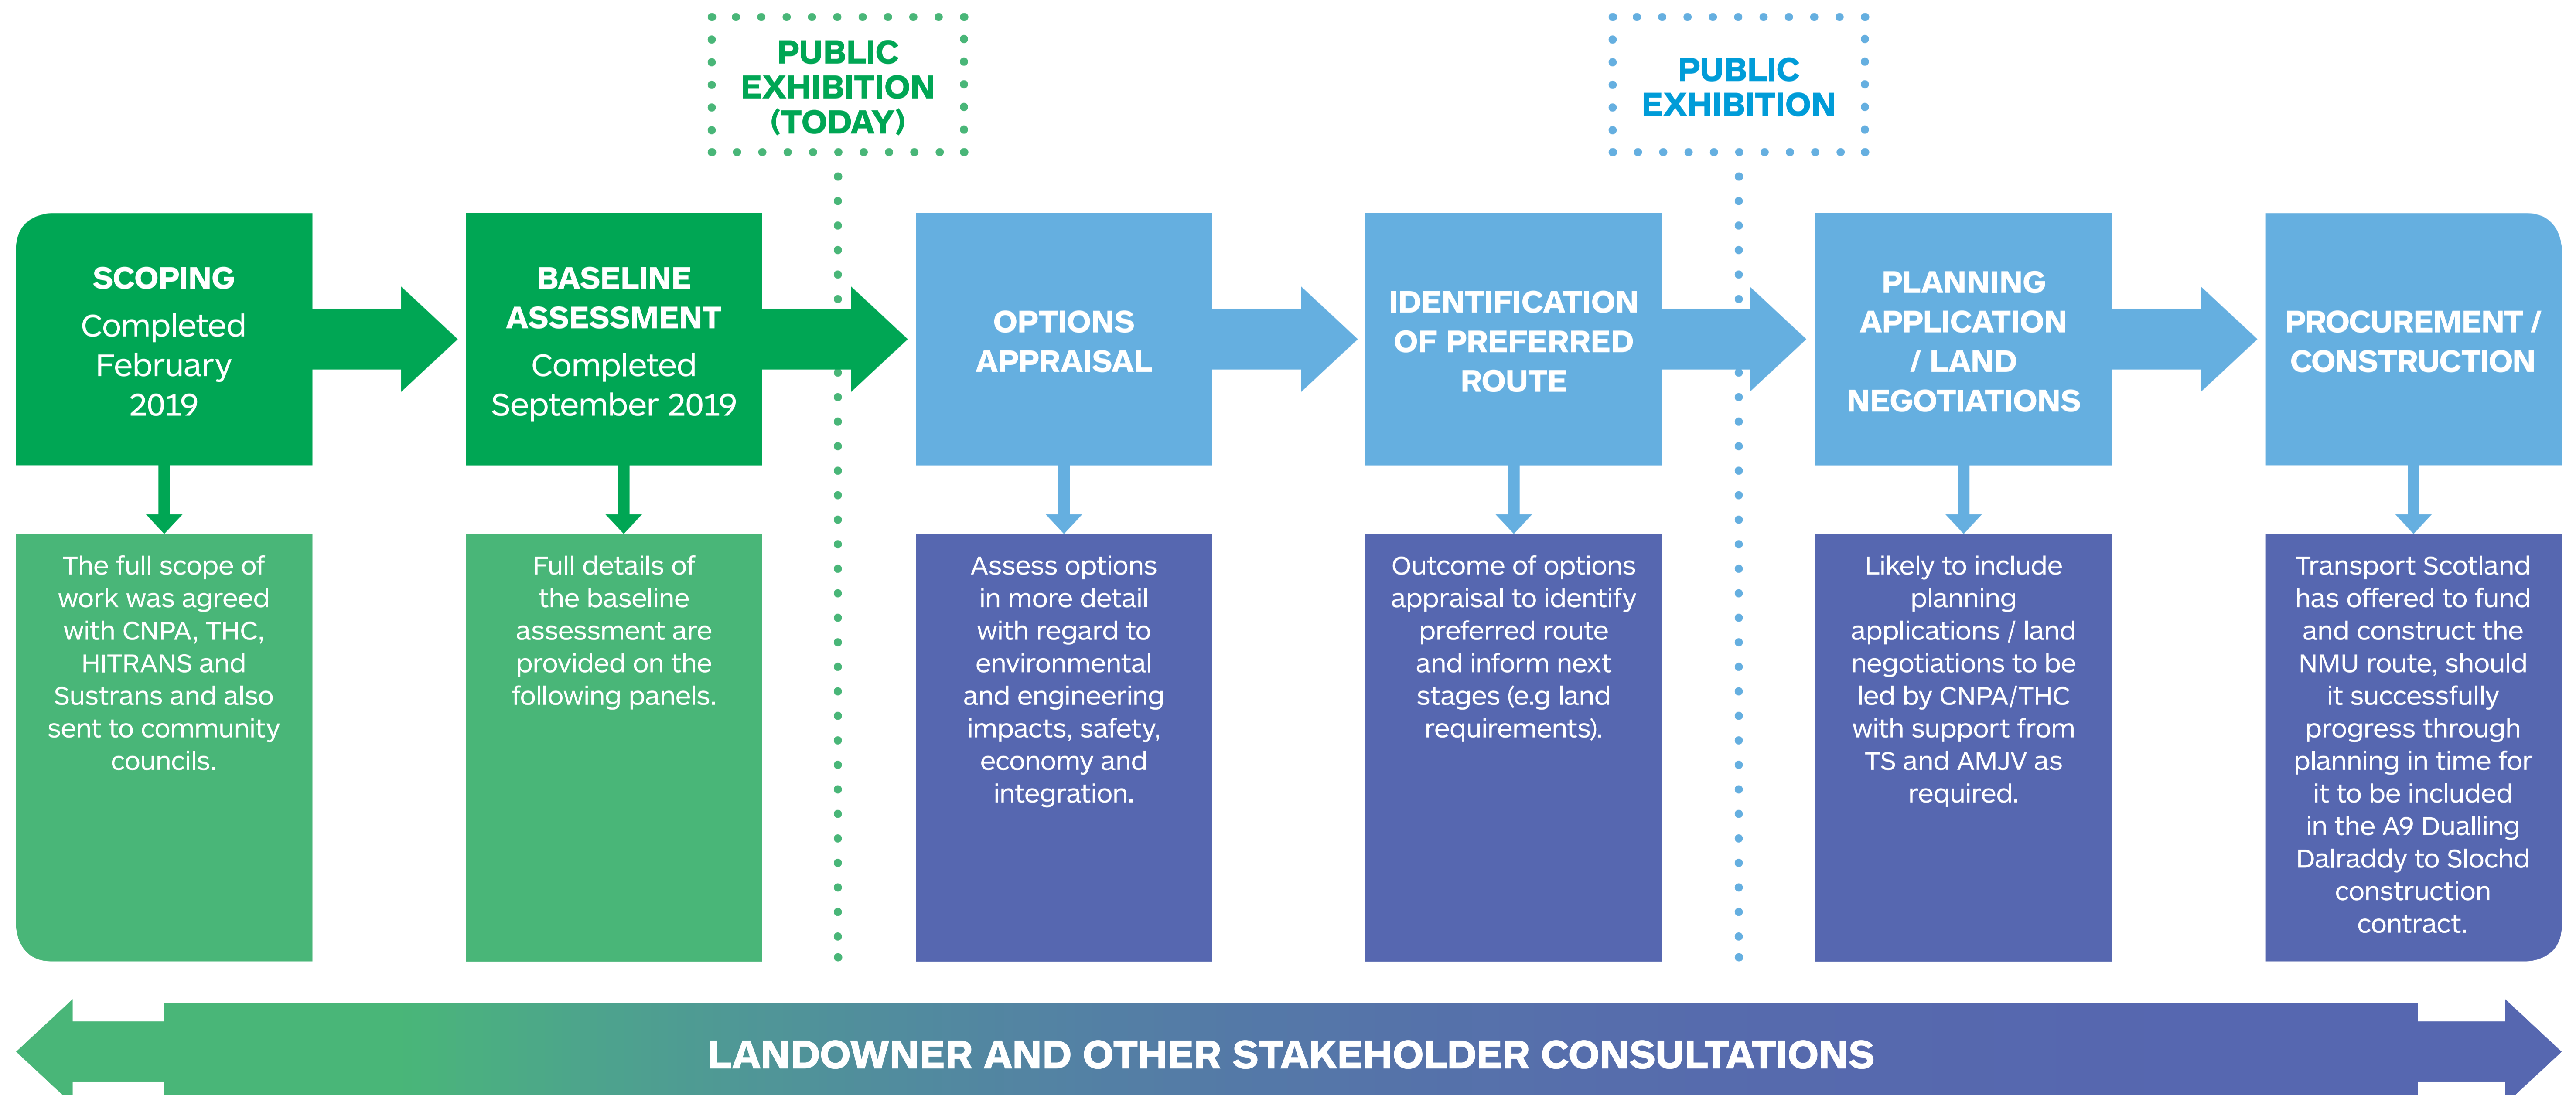 PUBLIC
EXHIBITION
(TODAY)
PUBLIC
EXHIBITION
SCOPING
Completed
February
2019
BASELINE
ASSESSMENT
Completed
September 2019
OPTIONS
APPRAISAL
IDENTIFICATION
OF PREFERRED
ROUTE
PLANNING
APPLICATION
/ LAND
NEGOTIATIONS
PROCUREMENT /
CONSTRUCTION
The full scope of
work was agreed
with CNPA, THC,
HITRANS and
Sustrans and also
sent to community
councils.
Full details of
the baseline
assessment are
provided on the
following panels.
Assess options
in more detail
with regard to
environmental
and engineering
impacts, safety,
economy and
integration.
Outcome of options
appraisal to identify
preferred route
and inform next
stages (e.g land
requirements).
Likely to include
planning
applications / land
negotiations to be
led by CNPA/THC
with support from
TS and AMJV as
required.
Transport Scotland
has offered to fund
and construct the
NMU route, should
it successfully
progress through
planning in time for
it to be included
in the A9 Dualling
Dalraddy to Slochd
construction
contract.
LANDOWNER AND OTHER STAKEHOLDER CONSULTATIONS